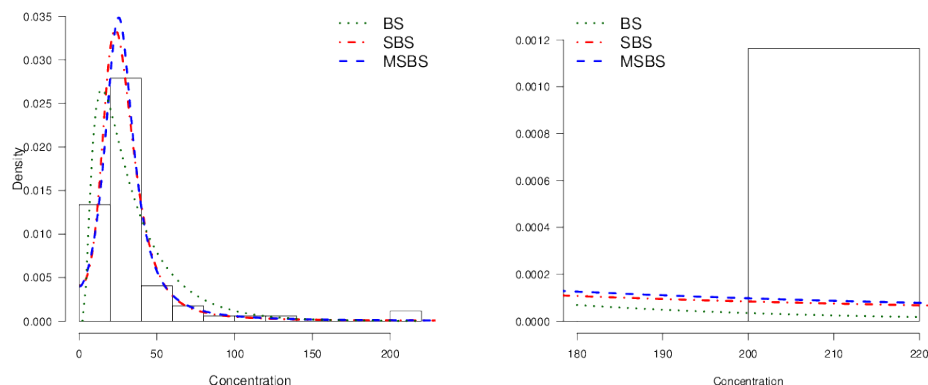 0.035
0.030
0.025
0.020
0.015
0.010
0.005
0.000
Density
0
50
100
150
200
Concentration
BS
SBS
MSBS
0.0012
0.0010
0.0008
0.0006
0.0004
0.0002
0.0000
180
190
200
210
220
Concentration
BS
SBS
MSBS